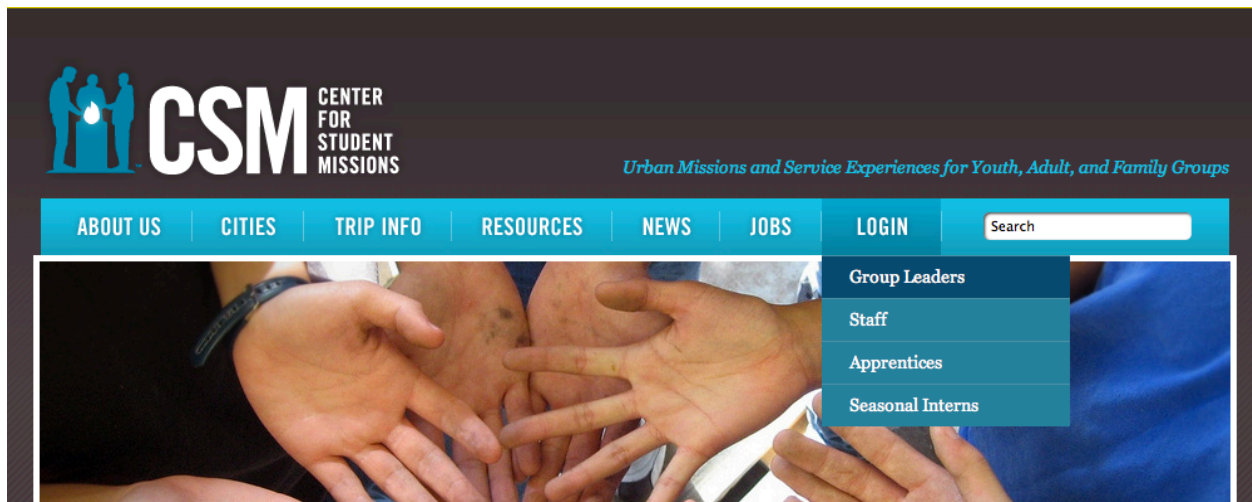 CSM
CENTER
FOR
STUDENT
MISSIONS
Urban Missions and Service Experiences for Youth, Adult, and Family Groups
ABOUT US CITIES TRIP INFO RESOURCES NEWS JOBS LOGIN Search
Group Leaders
Staff
Apprentices
Seasonal Interns